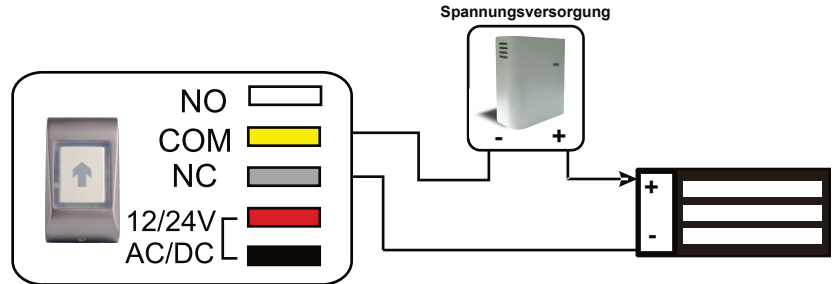 Spannungsversorgung
- +
NO
COM
NC
12/24V
AC/DC
+
-